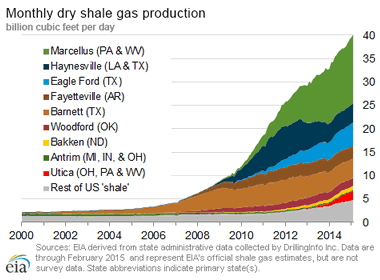 Monthly dry shale gas production
billion cubic feet per day
Marcellus (PA & WV)
Haynesville (LA & TX)
Eagle Ford (TX)
Fayetteville (AR)
Barnett (TX)
Woodford (OK)
Bakken (ND)
Antrim (MI, IN, & OH)
Utica (OH, PA & WV)
Rest of US 'shale'
40
35
30
25
20
15
10
5
0
2000 2002 2004 2006 2008 2010 2012 2014
Sources: EIA derived from state administrative data collected by DrillingInfo Inc. Data are
through February 2015 and represent EIA's official shale gas estimates, but are not
survey data. State abbreviations indicate primary state(s).
eia